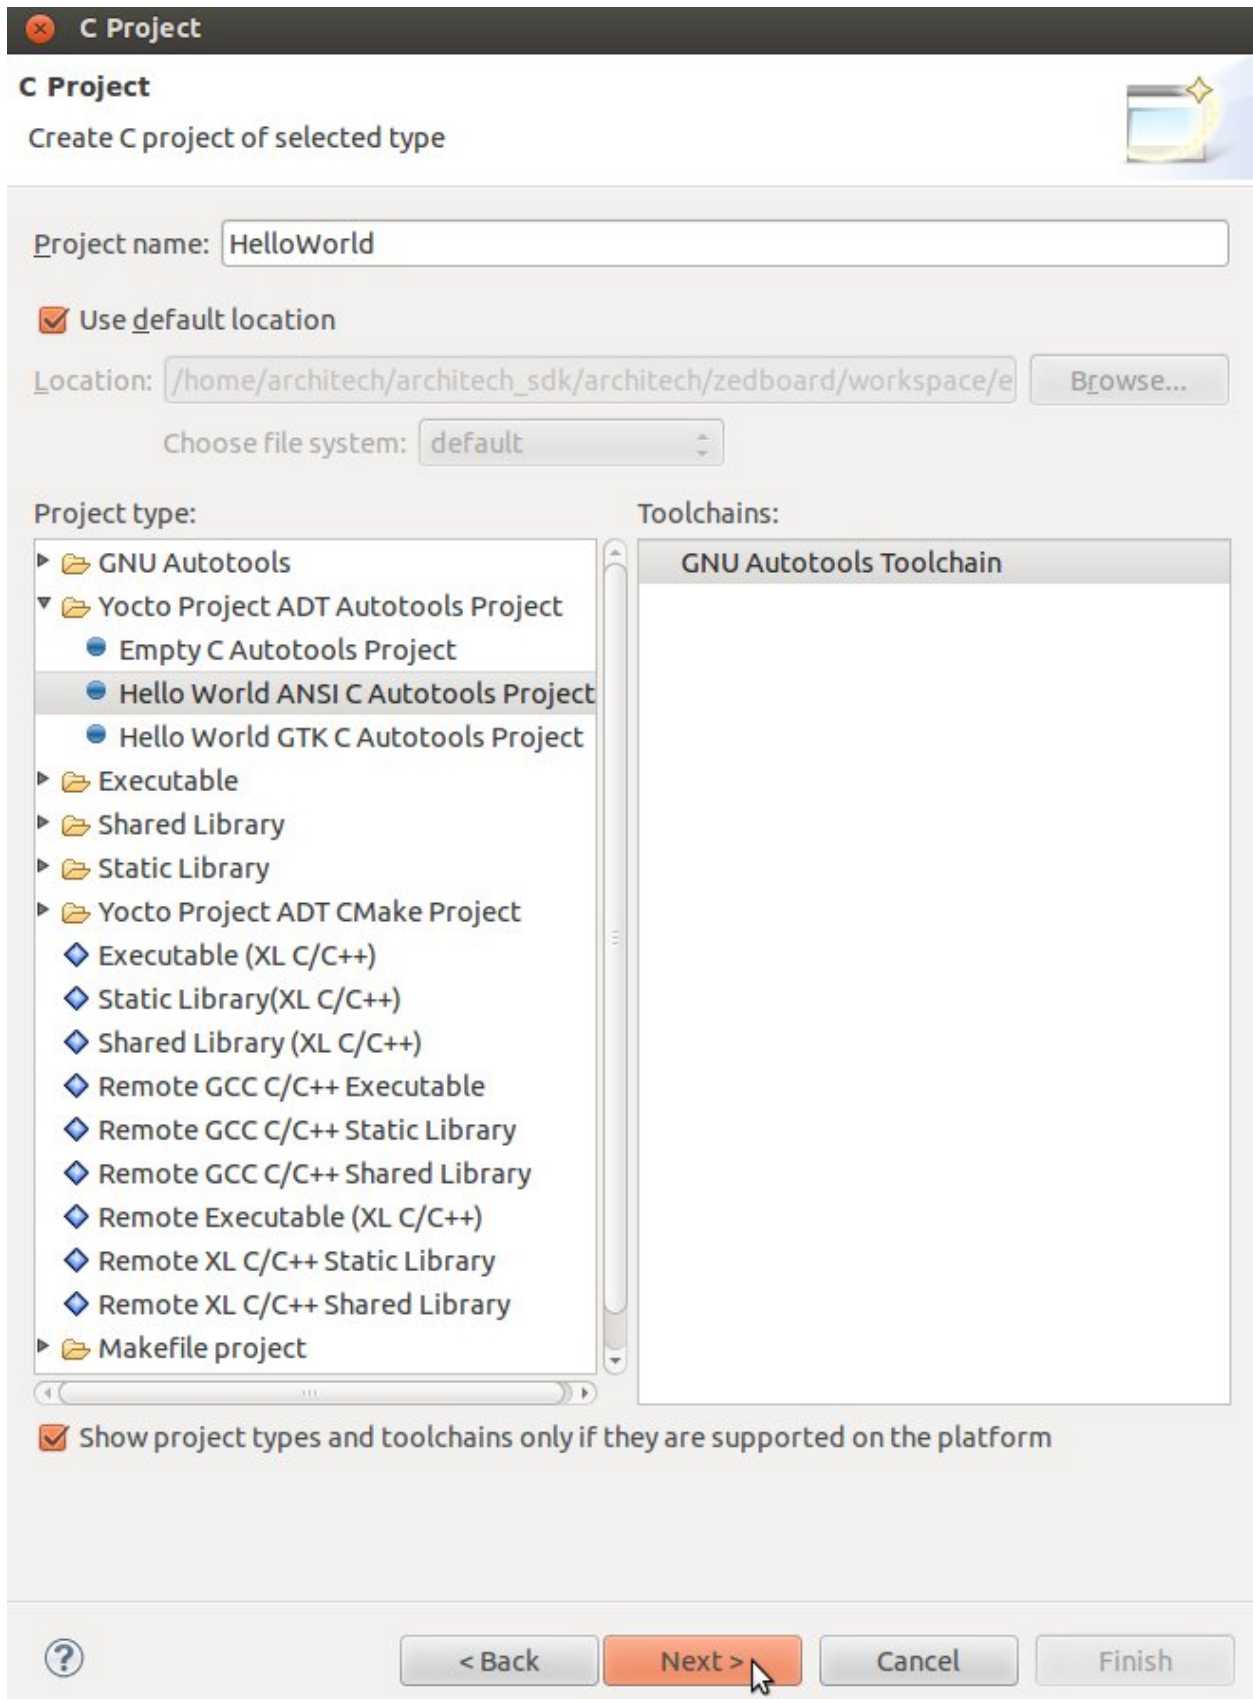 C Project
C Project
Create C project of selected type
Project name: HelloWorld
Use default location
Location: /home/architech/architech_sdk/architech/zedboard/workspace/e Browse...
Choose file system: default
Project type: Toolchains:
GNU Autotools GNU Autotools Toolchain
Yocto Project ADT Autotools Project
Empty C Autotools Project
Hello World ANSI C Autotools Project
Hello World GTK C Autotools Project
Executable
Shared Library
Static Library
Yocto Project ADT CMake Project
Executable (XL C/C++)
Static Library(XL C/C++)
Shared Library (XL C/C++)
Remote GCC C/C++ Executable
Remote GCC C/C++ Static Library
Remote GCC C/C++ Shared Library
Remote Executable (XL C/C++)
Remote XL C/C++ Static Library
Remote XL C/C++ Shared Library
Makefile project
Show project types and toolchains only if they are supported on the platform
? < Back Next > Cancel Finish